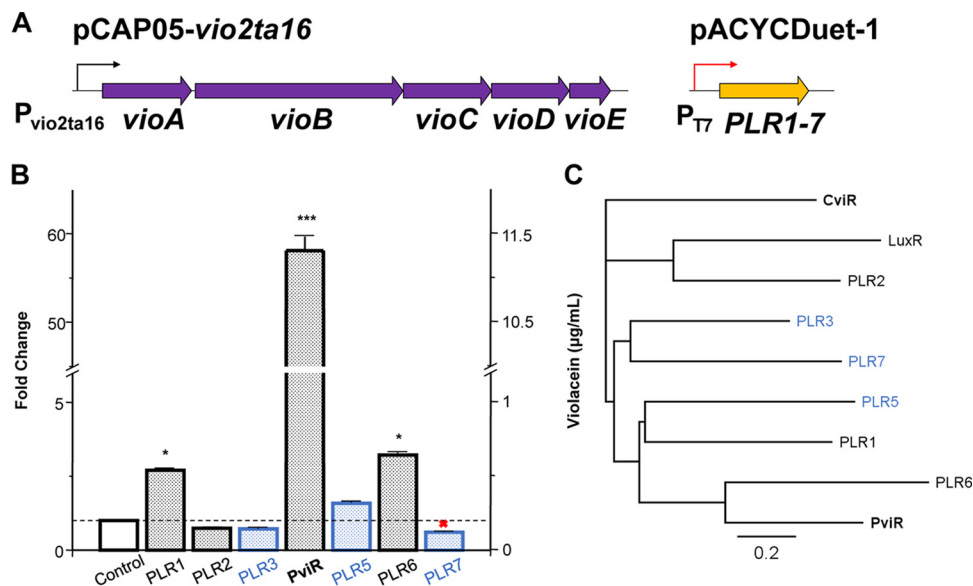 A
pCAP05-vio2ta16
pACYCDuet-1
Pvio2ta16
vioA
vioB
vioC
vioD
vioE
PT7
PLR1-7
B
Fold Change
60
50
5
0
***
*
*
11.5
10.5
1
0
Violacein (µg/mL)
Control
PLR1
PLR2
PLR3
PviR
PLR5
PLR6
PLR7
C
CviR
LuxR
PLR2
PLR3
PLR7
PLR5
PLR1
PLR6
PviR
0.2